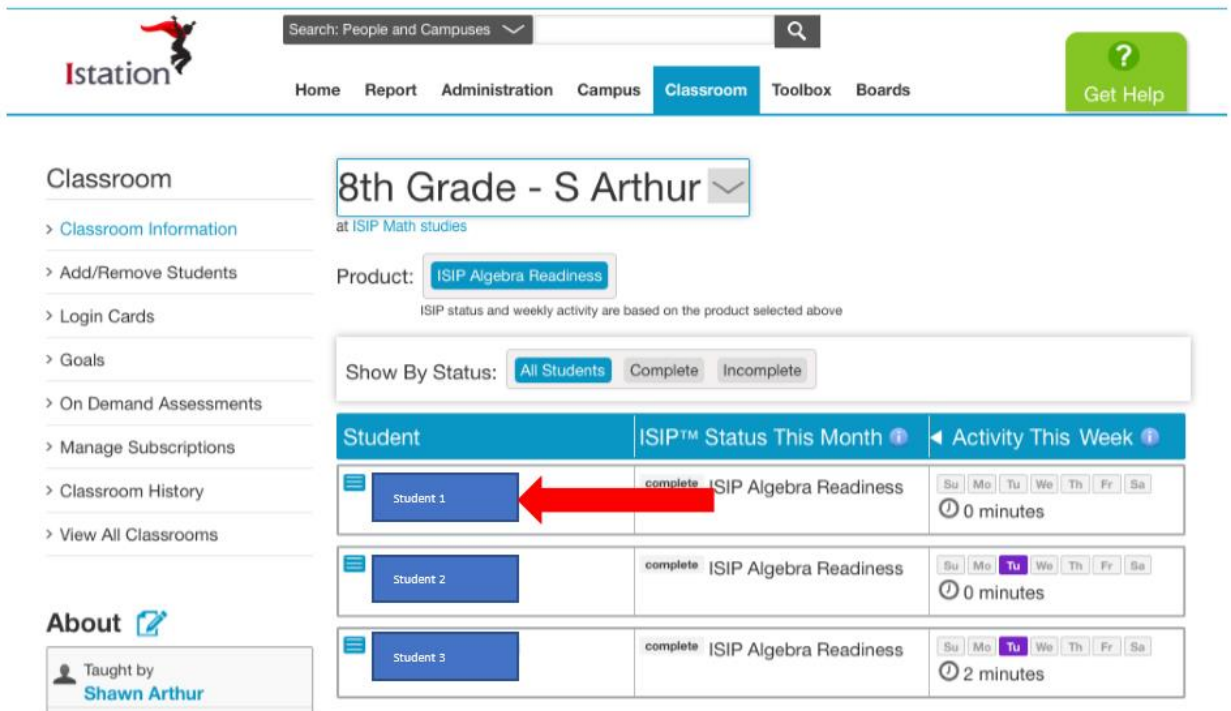 Search: People and Campuses
Istation
Home Report Administration Campus Classroom Toolbox Boards
?
Get Help
Classroom
> Classroom Information
> Add/Remove Students
> Login Cards
> Goals
> On Demand Assessments
> Manage Subscriptions
> Classroom History
> View All Classrooms
About
Taught by
Shawn Arthur
8th Grade - S Arthur
at ISIP Math studies
Product: ISIP Algebra Readiness
ISIP status and weekly activity are based on the product selected above
Show By Status: All Students Complete Incomplete
Student ISIP™ Status This Month Activity This Week
Student 1 complete ISIP Algebra Readiness Su Mo Tu We Th Fr Sa
0 minutes
Student 2 complete ISIP Algebra Readiness Su Mo Tu We Th Fr Sa
0 minutes
Student 3 complete ISIP Algebra Readiness Su Mo Tu We Th Fr Sa
2 minutes